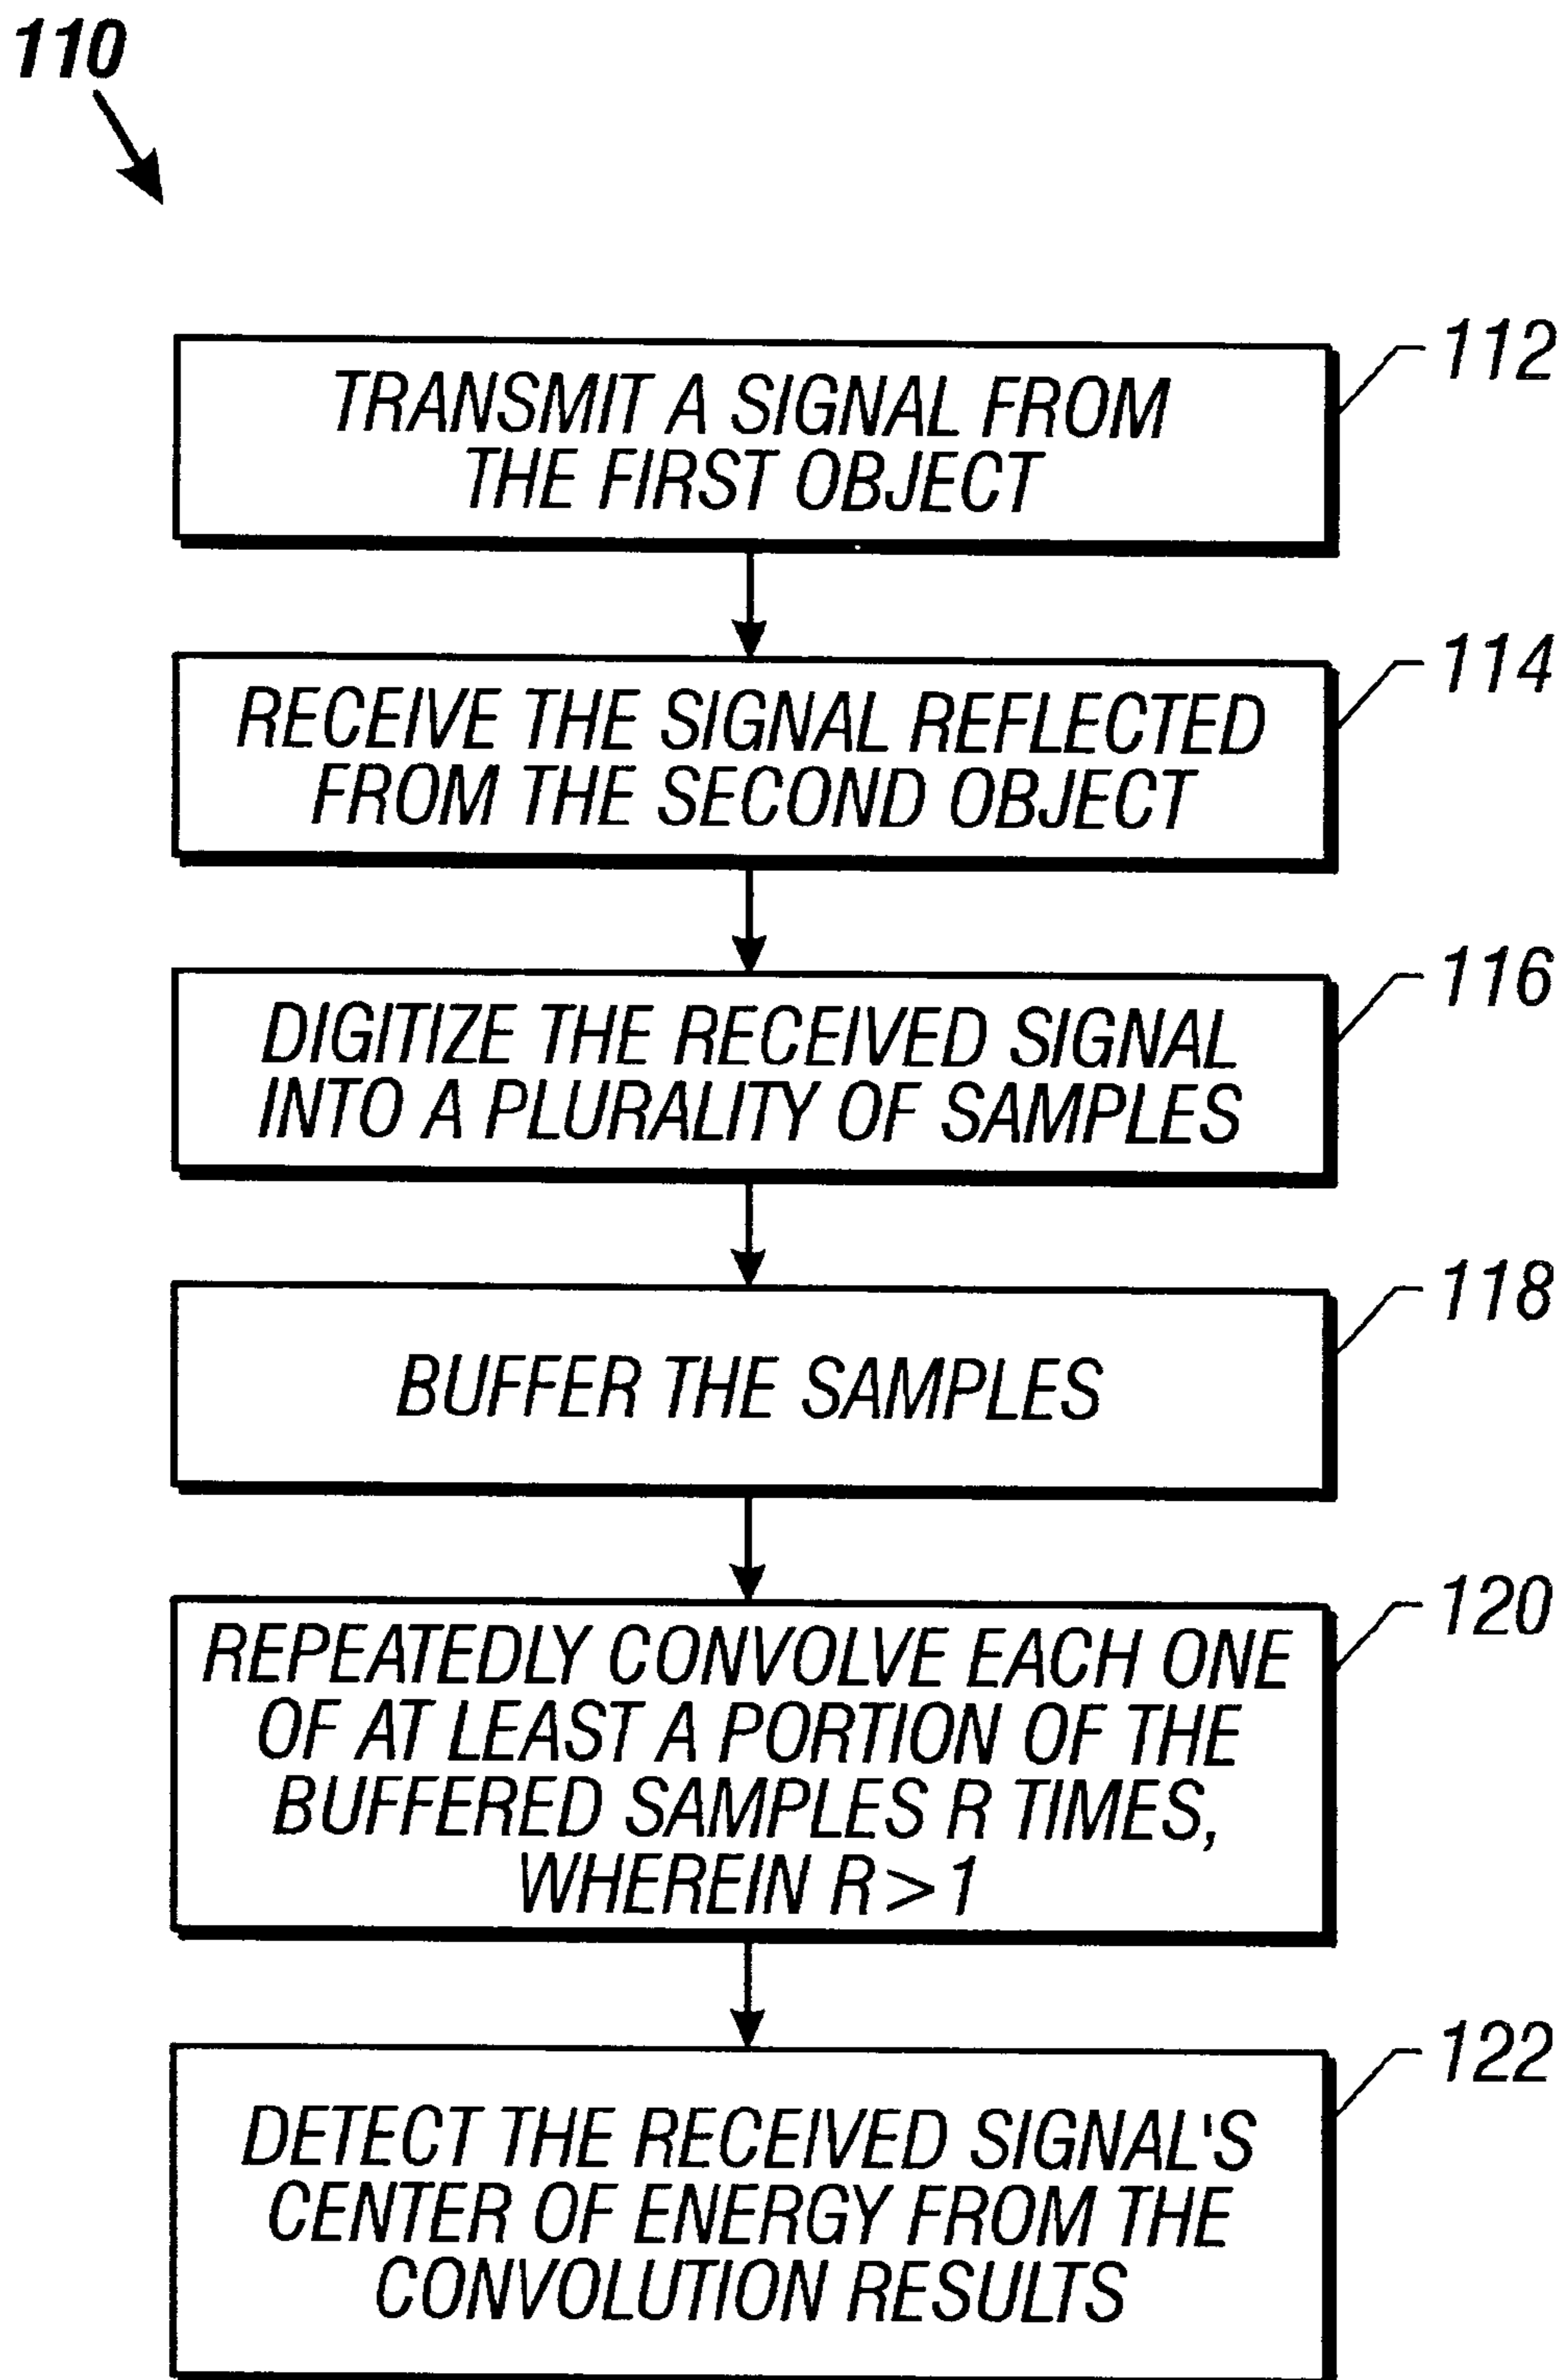 110
112
TRANSMIT A SIGNAL FROM
THE FIRST OBJECT
114
RECEIVE THE SIGNAL REFLECTED
FROM THE SECOND OBJECT
116
DIGITIZE THE RECEIVED SIGNAL
INTO A PLURALITY OF SAMPLES
118
BUFFER THE SAMPLES
120
REPEATEDLY CONVOLVE EACH ONE
OF AT LEAST A PORTION OF THE
BUFFERED SAMPLES R TIMES,
WHEREIN R > 1
122
DETECT THE RECEIVED SIGNAL'S
CENTER OF ENERGY FROM THE
CONVOLUTION RESULTS